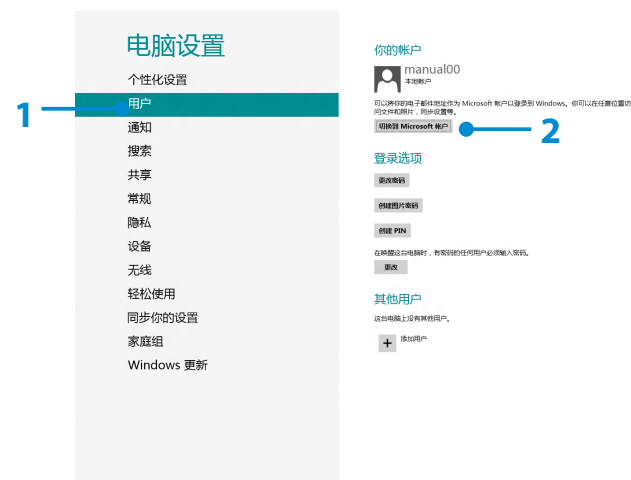 电脑设置
个性化设置
1
用户
通知
搜索
共享
常规
隐私
设备
无线
轻松使用
同步你的设置
家庭组
Windows 更新
你的帐户
manual00
本地帐户
可以将你的电子邮件地址作为 Microsoft 帐户以登录到 Windows。你可以在任意位置访
问文件和照片，同步设置等。
切换到 Microsoft 帐户
2
登录选项
更改密码
创建图片密码
创建 PIN
在唤醒这台电脑时，有密码的任何用户必须输入密码。
更改
其他用户
这台电脑上没有其他用户。
+ 添加用户